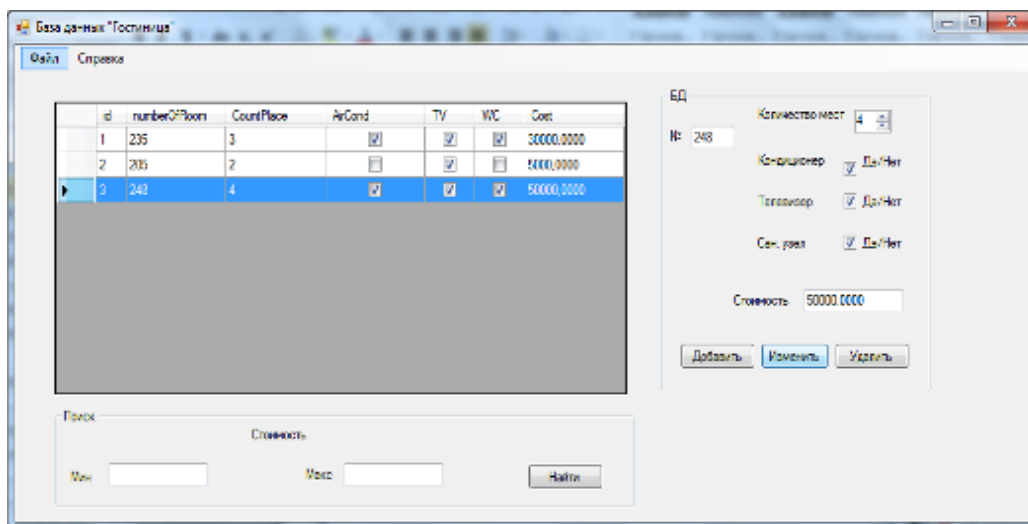 База данных "Гостиница"
Файл Справка
id numberOfRoom CountPlace AirCond TV WC Cost
1 235 3 30000,0000
2 205 2 5000,0000
3 248 4 50000,0000
БД
Количество мест 4
№ 248
Кондиционер Да/Нет
Телевизор Да/Нет
Сан. узел Да/Нет
Стоимость 50000,0000
Добавить Изменить Удалить
Поиск
Стоимость
Мин Макс Найти